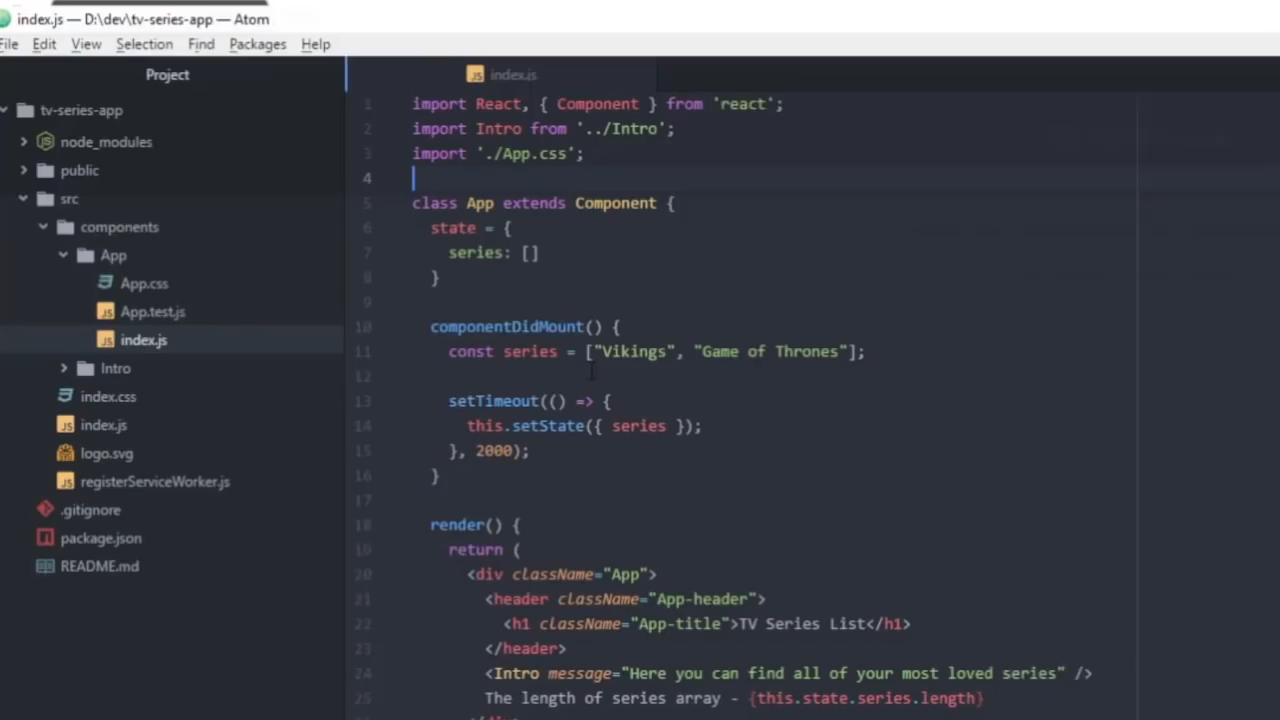 index.js — D:\dev\tv-series-app — Atom
File Edit View Selection Find Packages Help
Project
tv-series-app
node_modules
public
src
components
App
App.css
App.test.js
index.js
Intro
index.css
index.js
logo.svg
registerServiceWorker.js
.gitignore
package.json
README.md
index.js
1 import React, { Component } from 'react';
2 import Intro from '../Intro';
3 import './App.css';
4
5 class App extends Component {
6 state = {
7 series: []
8 }
9
10 componentDidMount() {
11 const series = ["Vikings", "Game of Thrones"];
12
13 setTimeout(() => {
14 this.setState({ series });
15 }, 2000);
16 }
17
18 render() {
19 return (
20 <div className="App">
21 <header className="App-header">
22 <h1 className="App-title">TV Series List</h1>
23 </header>
24 <Intro message="Here you can find all of your most loved series" />
25 The length of series array - {this.state.series.length}